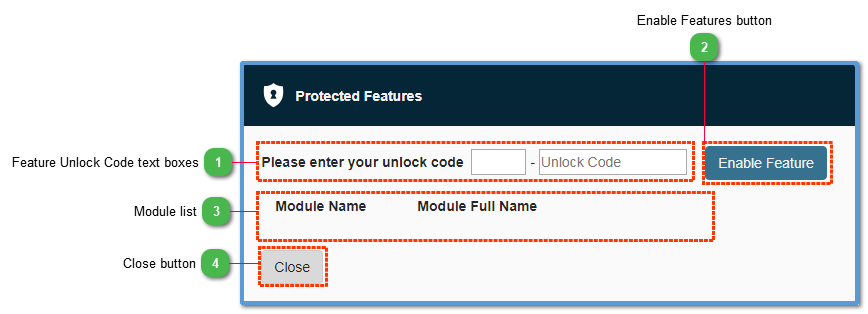 Enable Features button
2
Protected Features
Feature Unlock Code text boxes 1 Please enter your unlock code - Unlock Code Enable Feature
Module list 3 Module Name Module Full Name
Close button 4 Close